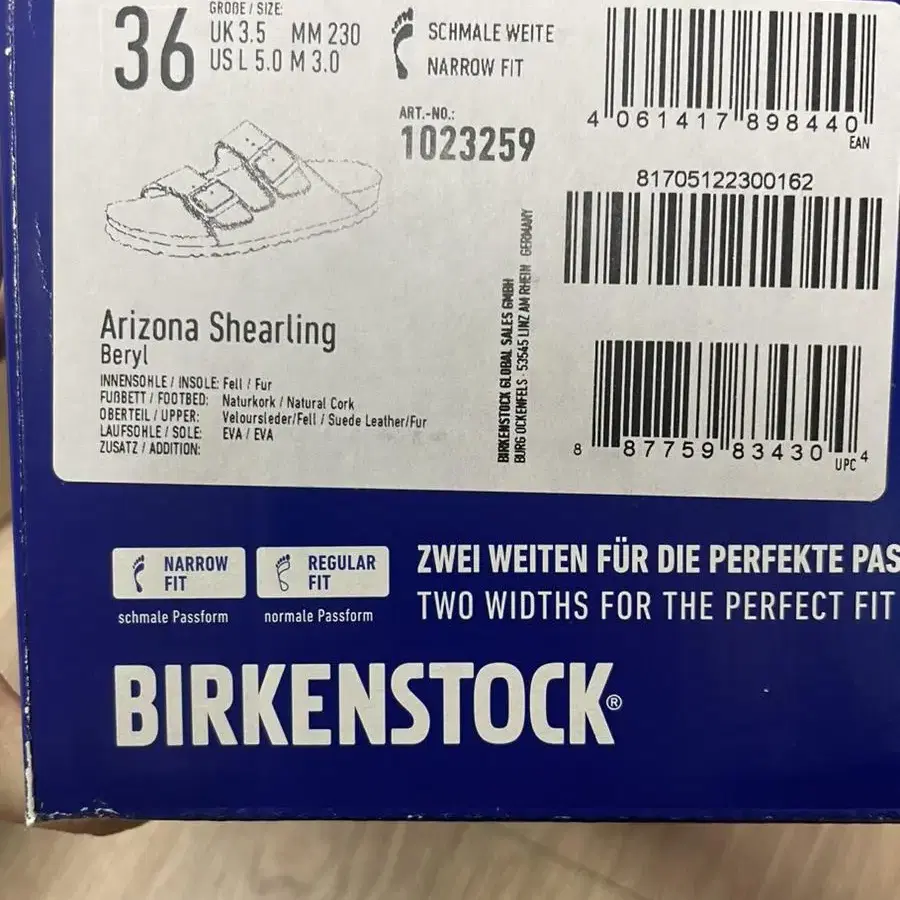 36
GRÖßE / SIZE:
UK 3.5 MM 230
US L 5.0 M 3.0
SCHMALE WEITE
NARROW FIT
ART.-NO.:
1023259
4 061417 898440
EAN
81705122300162
BIRKENSTOCK GLOBAL SALES GMBH
BURG OCKENFELS · 53545 LINZ AM RHEIN GERMANY
Arizona Shearling
Beryl
INNENSOHLE / INSOLE: Fell / Fur
FUẞBETT / FOOTBED: Naturkork / Natural Cork
OBERTEIL / UPPER: Veloursleder/Fell / Suede Leather/Fur
LAUFSOHLE / SOLE: EVA / EVA
ZUSATZ / ADDITION:
8 87759 83430 4
UPC
NARROW FIT
schmale Passform
REGULAR FIT
normale Passform
ZWEI WEITEN FÜR DIE PERFEKTE PAS
TWO WIDTHS FOR THE PERFECT FIT
BIRKENSTOCK®